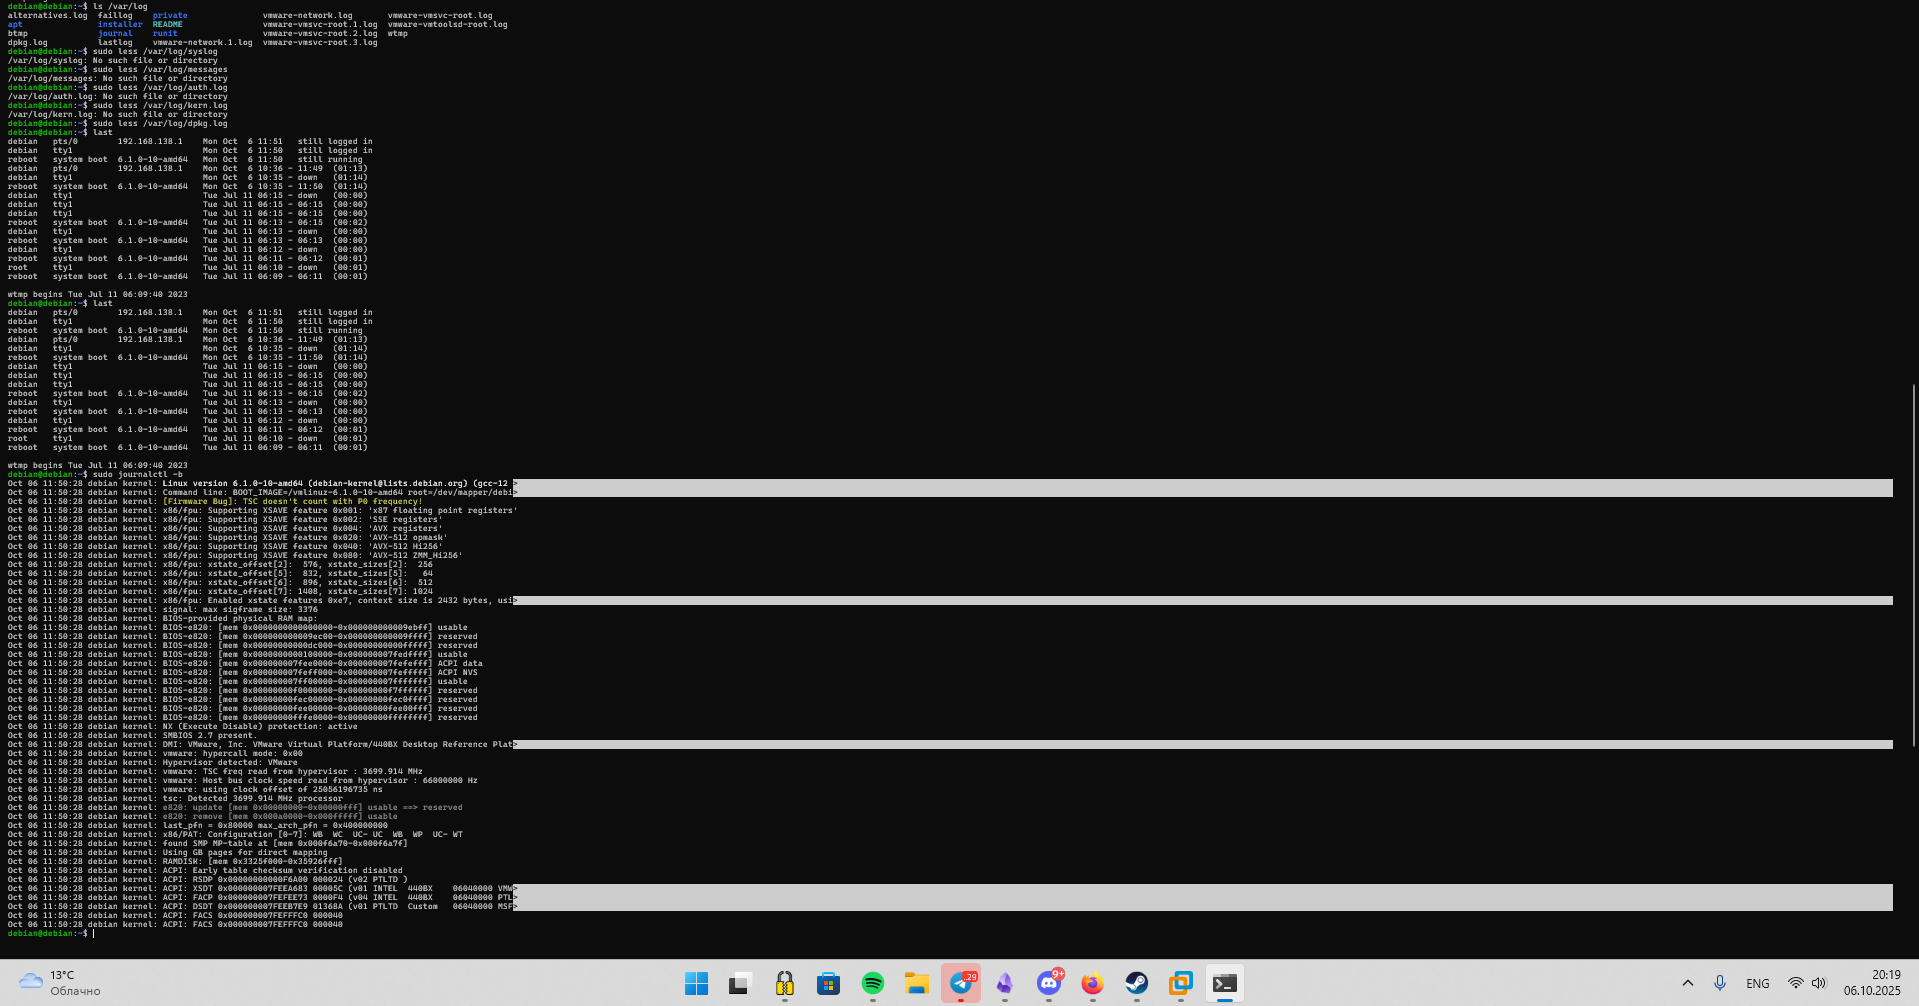 debian@debian:~$ ls /var/log
alternatives.log  faillog    private               vmware-network.log       vmware-vmsvc-root.log
apt               installer  README                vmware-vmsvc-root.1.log  vmware-vmtoolsd-root.log
btmp              journal    runit                 vmware-vmsvc-root.2.log  wtmp
dpkg.log          lastlog    vmware-network.1.log  vmware-vmsvc-root.3.log
debian@debian:~$ sudo less /var/log/syslog
/var/log/syslog: No such file or directory
debian@debian:~$ sudo less /var/log/messages
/var/log/messages: No such file or directory
debian@debian:~$ sudo less /var/log/auth.log
/var/log/auth.log: No such file or directory
debian@debian:~$ sudo less /var/log/kern.log
/var/log/kern.log: No such file or directory
debian@debian:~$ sudo less /var/log/dpkg.log
debian@debian:~$ last
debian   pts/0        192.168.138.1    Mon Oct  6 11:51   still logged in
debian   tty1                          Mon Oct  6 11:50   still logged in
reboot   system boot  6.1.0-10-amd64   Mon Oct  6 11:50   still running
debian   pts/0        192.168.138.1    Mon Oct  6 10:36 - 11:49  (01:13)
debian   tty1                          Mon Oct  6 10:35 - down   (01:14)
reboot   system boot  6.1.0-10-amd64   Mon Oct  6 10:35 - 11:50  (01:14)
debian   tty1                          Tue Jul 11 06:15 - down   (00:00)
debian   tty1                          Tue Jul 11 06:15 - 06:15  (00:00)
debian   tty1                          Tue Jul 11 06:15 - 06:15  (00:00)
reboot   system boot  6.1.0-10-amd64   Tue Jul 11 06:13 - 06:15  (00:02)
debian   tty1                          Tue Jul 11 06:13 - down   (00:00)
reboot   system boot  6.1.0-10-amd64   Tue Jul 11 06:13 - 06:13  (00:00)
debian   tty1                          Tue Jul 11 06:12 - down   (00:00)
reboot   system boot  6.1.0-10-amd64   Tue Jul 11 06:11 - 06:12  (00:01)
root     tty1                          Tue Jul 11 06:10 - down   (00:01)
reboot   system boot  6.1.0-10-amd64   Tue Jul 11 06:09 - 06:11  (00:01)
wtmp begins Tue Jul 11 06:09:40 2023
debian@debian:~$ last
debian   pts/0        192.168.138.1    Mon Oct  6 11:51   still logged in
debian   tty1                          Mon Oct  6 11:50   still logged in
reboot   system boot  6.1.0-10-amd64   Mon Oct  6 11:50   still running
debian   pts/0        192.168.138.1    Mon Oct  6 10:36 - 11:49  (01:13)
debian   tty1                          Mon Oct  6 10:35 - down   (01:14)
reboot   system boot  6.1.0-10-amd64   Mon Oct  6 10:35 - 11:50  (01:14)
debian   tty1                          Tue Jul 11 06:15 - down   (00:00)
debian   tty1                          Tue Jul 11 06:15 - 06:15  (00:00)
debian   tty1                          Tue Jul 11 06:15 - 06:15  (00:00)
reboot   system boot  6.1.0-10-amd64   Tue Jul 11 06:13 - 06:15  (00:02)
debian   tty1                          Tue Jul 11 06:13 - down   (00:00)
reboot   system boot  6.1.0-10-amd64   Tue Jul 11 06:13 - 06:13  (00:00)
debian   tty1                          Tue Jul 11 06:12 - down   (00:00)
reboot   system boot  6.1.0-10-amd64   Tue Jul 11 06:11 - 06:12  (00:01)
root     tty1                          Tue Jul 11 06:10 - down   (00:01)
reboot   system boot  6.1.0-10-amd64   Tue Jul 11 06:09 - 06:11  (00:01)
wtmp begins Tue Jul 11 06:09:40 2023
debian@debian:~$ sudo journalctl -b
Oct 06 11:50:28 debian kernel: Linux version 6.1.0-10-amd64 (debian-kernel@lists.debian.org) (gcc-12 >
Oct 06 11:50:28 debian kernel: Command line: BOOT_IMAGE=/vmlinuz-6.1.0-10-amd64 root=/dev/mapper/debi>
Oct 06 11:50:28 debian kernel: [Firmware Bug]: TSC doesn't count with P0 frequency!
Oct 06 11:50:28 debian kernel: x86/fpu: Supporting XSAVE feature 0x001: 'x87 floating point registers'
Oct 06 11:50:28 debian kernel: x86/fpu: Supporting XSAVE feature 0x002: 'SSE registers'
Oct 06 11:50:28 debian kernel: x86/fpu: Supporting XSAVE feature 0x004: 'AVX registers'
Oct 06 11:50:28 debian kernel: x86/fpu: Supporting XSAVE feature 0x020: 'AVX-512 opmask'
Oct 06 11:50:28 debian kernel: x86/fpu: Supporting XSAVE feature 0x040: 'AVX-512 Hi256'
Oct 06 11:50:28 debian kernel: x86/fpu: Supporting XSAVE feature 0x080: 'AVX-512 ZMM_Hi256'
Oct 06 11:50:28 debian kernel: x86/fpu: xstate_offset[2]:  576, xstate_sizes[2]:  256
Oct 06 11:50:28 debian kernel: x86/fpu: xstate_offset[5]:  832, xstate_sizes[5]:   64
Oct 06 11:50:28 debian kernel: x86/fpu: xstate_offset[6]:  896, xstate_sizes[6]:  512
Oct 06 11:50:28 debian kernel: x86/fpu: xstate_offset[7]: 1408, xstate_sizes[7]: 1024
Oct 06 11:50:28 debian kernel: x86/fpu: Enabled xstate features 0xe7, context size is 2432 bytes, usi>
Oct 06 11:50:28 debian kernel: signal: max sigframe size: 3376
Oct 06 11:50:28 debian kernel: BIOS-provided physical RAM map:
Oct 06 11:50:28 debian kernel: BIOS-e820: [mem 0x0000000000000000-0x000000000009ebff] usable
Oct 06 11:50:28 debian kernel: BIOS-e820: [mem 0x000000000009ec00-0x000000000009ffff] reserved
Oct 06 11:50:28 debian kernel: BIOS-e820: [mem 0x00000000000dc000-0x00000000000fffff] reserved
Oct 06 11:50:28 debian kernel: BIOS-e820: [mem 0x0000000000100000-0x000000007fedffff] usable
Oct 06 11:50:28 debian kernel: BIOS-e820: [mem 0x000000007fee0000-0x000000007fefefff] ACPI data
Oct 06 11:50:28 debian kernel: BIOS-e820: [mem 0x000000007feff000-0x000000007fefffff] ACPI NVS
Oct 06 11:50:28 debian kernel: BIOS-e820: [mem 0x000000007ff00000-0x000000007fffffff] usable
Oct 06 11:50:28 debian kernel: BIOS-e820: [mem 0x00000000f0000000-0x00000000f7ffffff] reserved
Oct 06 11:50:28 debian kernel: BIOS-e820: [mem 0x00000000fec00000-0x00000000fec0ffff] reserved
Oct 06 11:50:28 debian kernel: BIOS-e820: [mem 0x00000000fee00000-0x00000000fee00fff] reserved
Oct 06 11:50:28 debian kernel: BIOS-e820: [mem 0x00000000fffe0000-0x00000000ffffffff] reserved
Oct 06 11:50:28 debian kernel: NX (Execute Disable) protection: active
Oct 06 11:50:28 debian kernel: SMBIOS 2.7 present.
Oct 06 11:50:28 debian kernel: DMI: VMware, Inc. VMware Virtual Platform/440BX Desktop Reference Plat>
Oct 06 11:50:28 debian kernel: vmware: hypercall mode: 0x00
Oct 06 11:50:28 debian kernel: Hypervisor detected: VMware
Oct 06 11:50:28 debian kernel: vmware: TSC freq read from hypervisor : 3699.914 MHz
Oct 06 11:50:28 debian kernel: vmware: Host bus clock speed read from hypervisor : 66000000 Hz
Oct 06 11:50:28 debian kernel: vmware: using clock offset of 25056196735 ns
Oct 06 11:50:28 debian kernel: tsc: Detected 3699.914 MHz processor
Oct 06 11:50:28 debian kernel: e820: update [mem 0x00000000-0x00000fff] usable ==> reserved
Oct 06 11:50:28 debian kernel: e820: remove [mem 0x000a0000-0x000fffff] usable
Oct 06 11:50:28 debian kernel: last_pfn = 0x80000 max_arch_pfn = 0x400000000
Oct 06 11:50:28 debian kernel: x86/PAT: Configuration [0-7]: WB  WC  UC- UC  WB  WP  UC- WT
Oct 06 11:50:28 debian kernel: found SMP MP-table at [mem 0x000f6a70-0x000f6a7f]
Oct 06 11:50:28 debian kernel: Using GB pages for direct mapping
Oct 06 11:50:28 debian kernel: RAMDISK: [mem 0x3325f000-0x35926fff]
Oct 06 11:50:28 debian kernel: ACPI: Early table checksum verification disabled
Oct 06 11:50:28 debian kernel: ACPI: RSDP 0x00000000000F6A00 000024 (v02 PTLTD )
Oct 06 11:50:28 debian kernel: ACPI: XSDT 0x000000007FEEA683 00005C (v01 INTEL  440BX    06040000 VMW>
Oct 06 11:50:28 debian kernel: ACPI: FACP 0x000000007FEFEE73 0000F4 (v04 INTEL  440BX    06040000 PTL>
Oct 06 11:50:28 debian kernel: ACPI: DSDT 0x000000007FEEB7E9 01368A (v01 PTLTD  Custom   06040000 MSF>
Oct 06 11:50:28 debian kernel: ACPI: FACS 0x000000007FEFFFC0 000040
Oct 06 11:50:28 debian kernel: ACPI: FACS 0x000000007FEFFFC0 000040
debian@debian:~$
13°C
Облачно
29
9+
ENG
20:19
06.10.2025